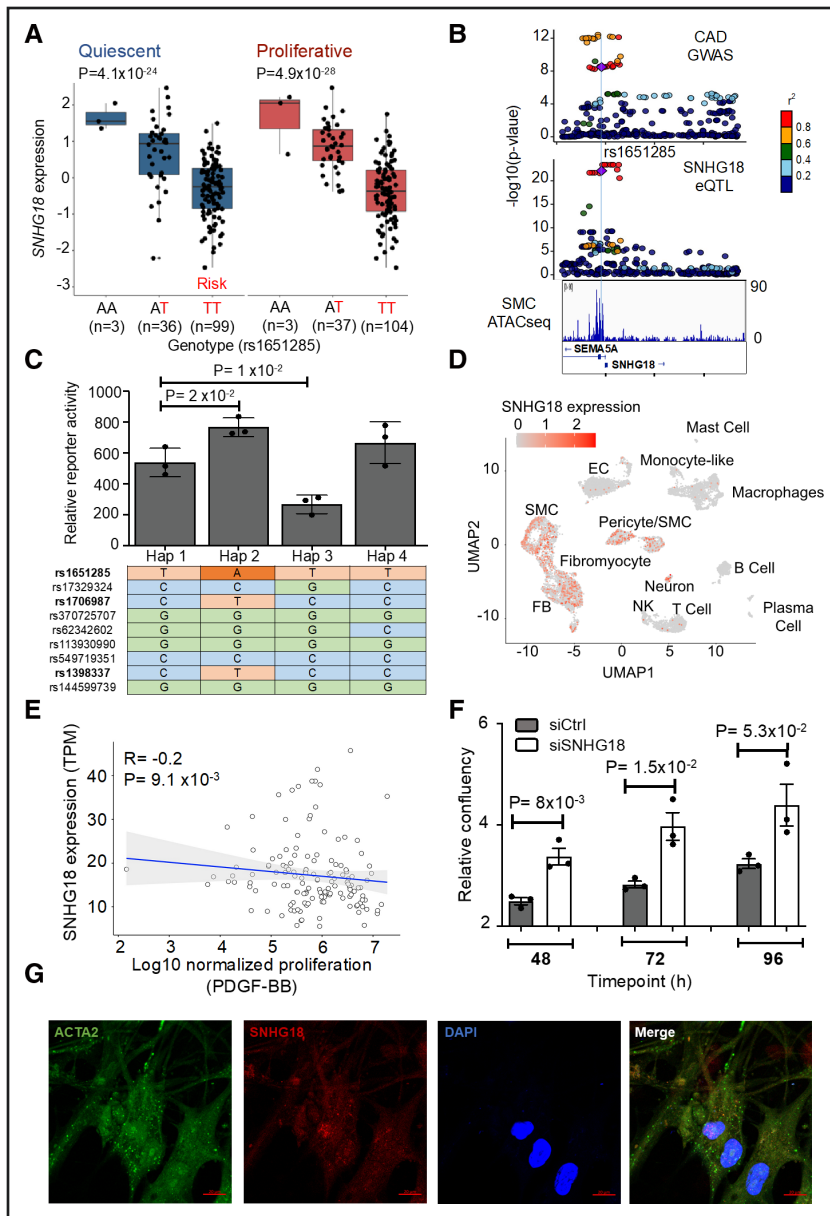 A
Quiescent
Proliferative
P=4.1x10-24
P=4.9x10-28
SNHG18 expression
2
1
0
-1
-2
-3
Risk
AA AT TT AA AT TT
(n=3) (n=36) (n=99) (n=3) (n=37) (n=104)
Genotype (rs1651285)
B
CAD
GWAS
12
8
4
0
rs1651285
-log10(p-vlaue)
SNHG18
eQTL
25
20
15
10
5
0
r2
0.8
0.6
0.4
0.2
SMC
ATACseq
90
0
SEMA5A
SNHG18
C
P= 1 x10-2
P= 2 x10-2
Relative reporter activity
1000
800
600
400
200
0
Hap 1 Hap 2 Hap 3 Hap 4
rs1651285 T A T T
rs17329324 C C G C
rs1706987 C T C C
rs370725707 G G G G
rs62342602 G G G C
rs113930990 G G G G
rs549719351 C C C C
rs1398337 C T C C
rs144599739 G G G G
D
SNHG18 expression
0 1 2
Mast Cell
EC
Monocyte-like
Macrophages
SMC
Pericyte/SMC
Fibromyocyte
Neuron
B Cell
FB
NK
T Cell
Plasma
Cell
UMAP2
10
0
-10
-10 -5 0 5 10
UMAP1
E
R= -0.2
P= 9.1 x10-3
SNHG18 expression (TPM)
40
30
20
10
2 3 4 5 6 7
Log10 normalized proliferation
(PDGF-BB)
F
siCtrl
siSNHG18
P= 8x10-3
P= 1.5x10-2
P= 5.3x10-2
Relative confluency
6
4
2
48 72 96
Timepoint (h)
G
ACTA2
SNHG18
DAPI
Merge